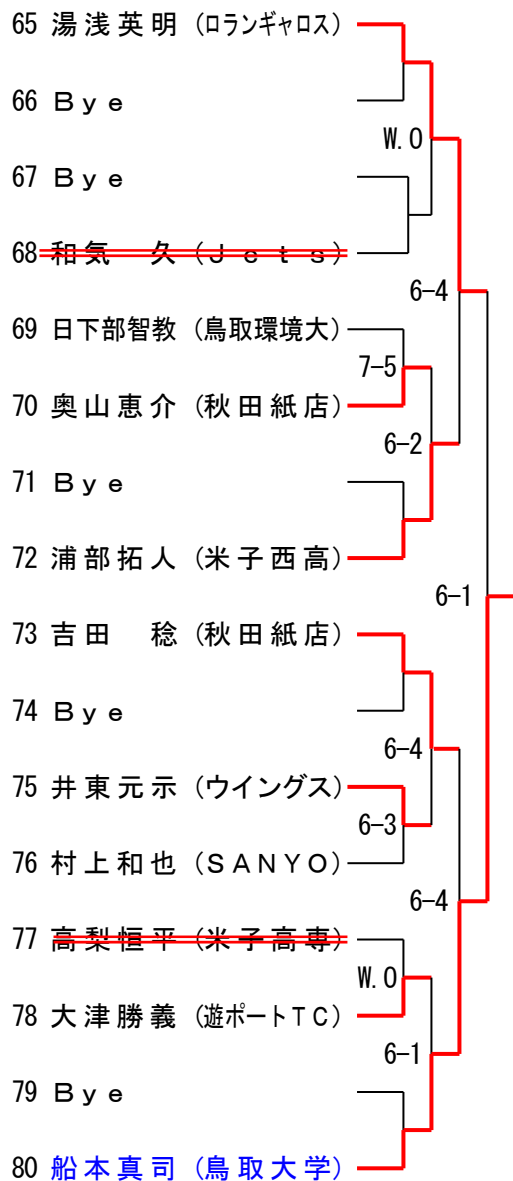 65 湯浅英明 (ロランギャロス)
66 Ｂｙｅ
W.O
67 Ｂｙｅ
68 和気　久 (Ｊｅｔｓ)
6-4
69 日下部智教 (鳥取環境大)
7-5
70 奥山恵介 (秋田紙店)
6-2
71 Ｂｙｅ
72 浦部拓人 (米子西高)
6-1
73 吉田　稔 (秋田紙店)
74 Ｂｙｅ
6-4
75 井東元示 (ウイングス)
6-3
76 村上和也 (ＳＡＮＹＯ)
6-4
77 高梨恒平 (米子高専)
W.O
78 大津勝義 (遊ポートＴＣ)
6-1
79 Ｂｙｅ
80 船本真司 (鳥取大学)